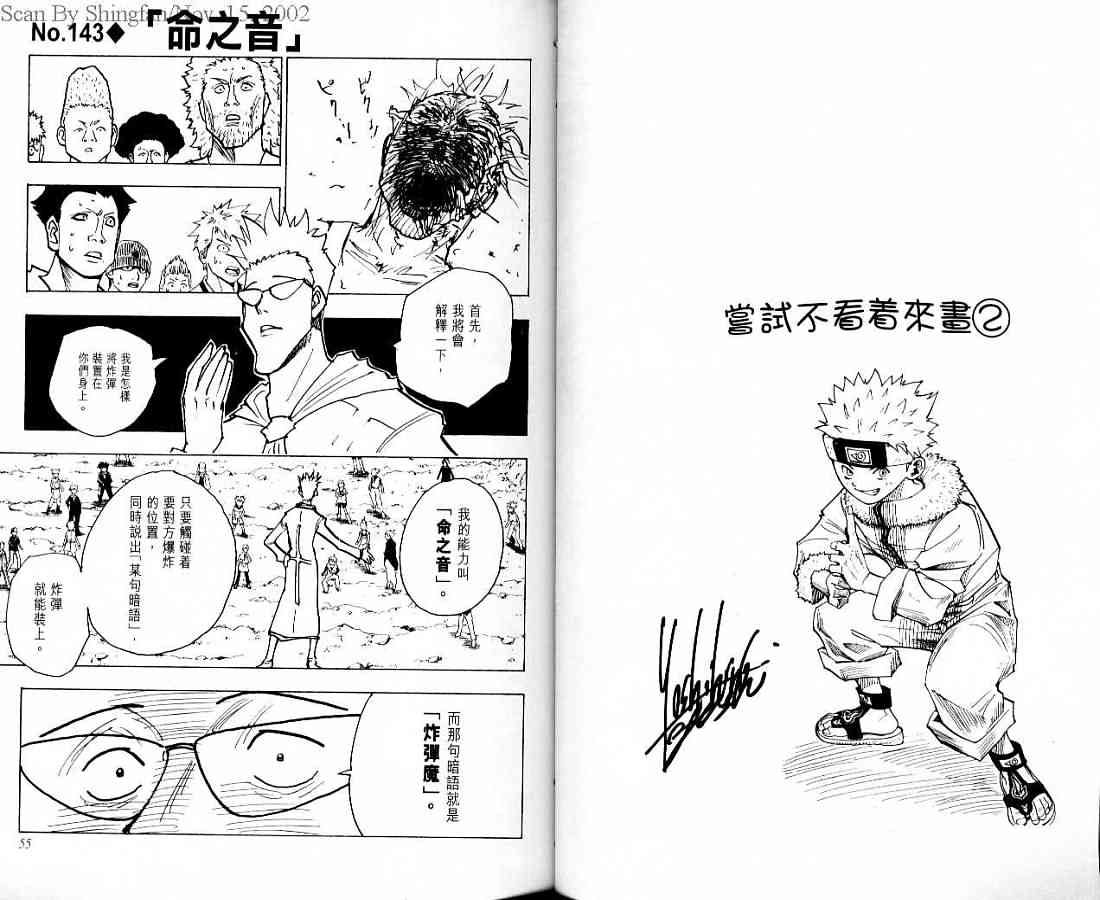 Scan By Shingfan/Nov. 15, 2002
No.143◆「命之音」
首先，
我將會
解釋一下，
我是怎樣
將炸彈
裝置在
你們身上。
我的能力叫
「命之音」。
只要觸碰着
要對方爆炸
的位置，
同時説出「某句暗語」，
炸彈
就能裝上。
而那句暗語就是
「炸彈魔」。
55
嘗試不看着來畫②